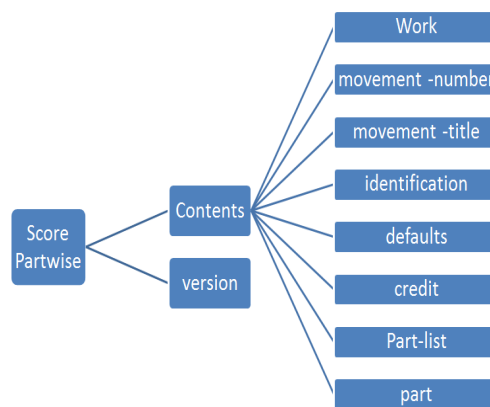 Work
movement -number
movement -title
identification
Contents
defaults
Score
Partwise
version
credit
Part-list
part